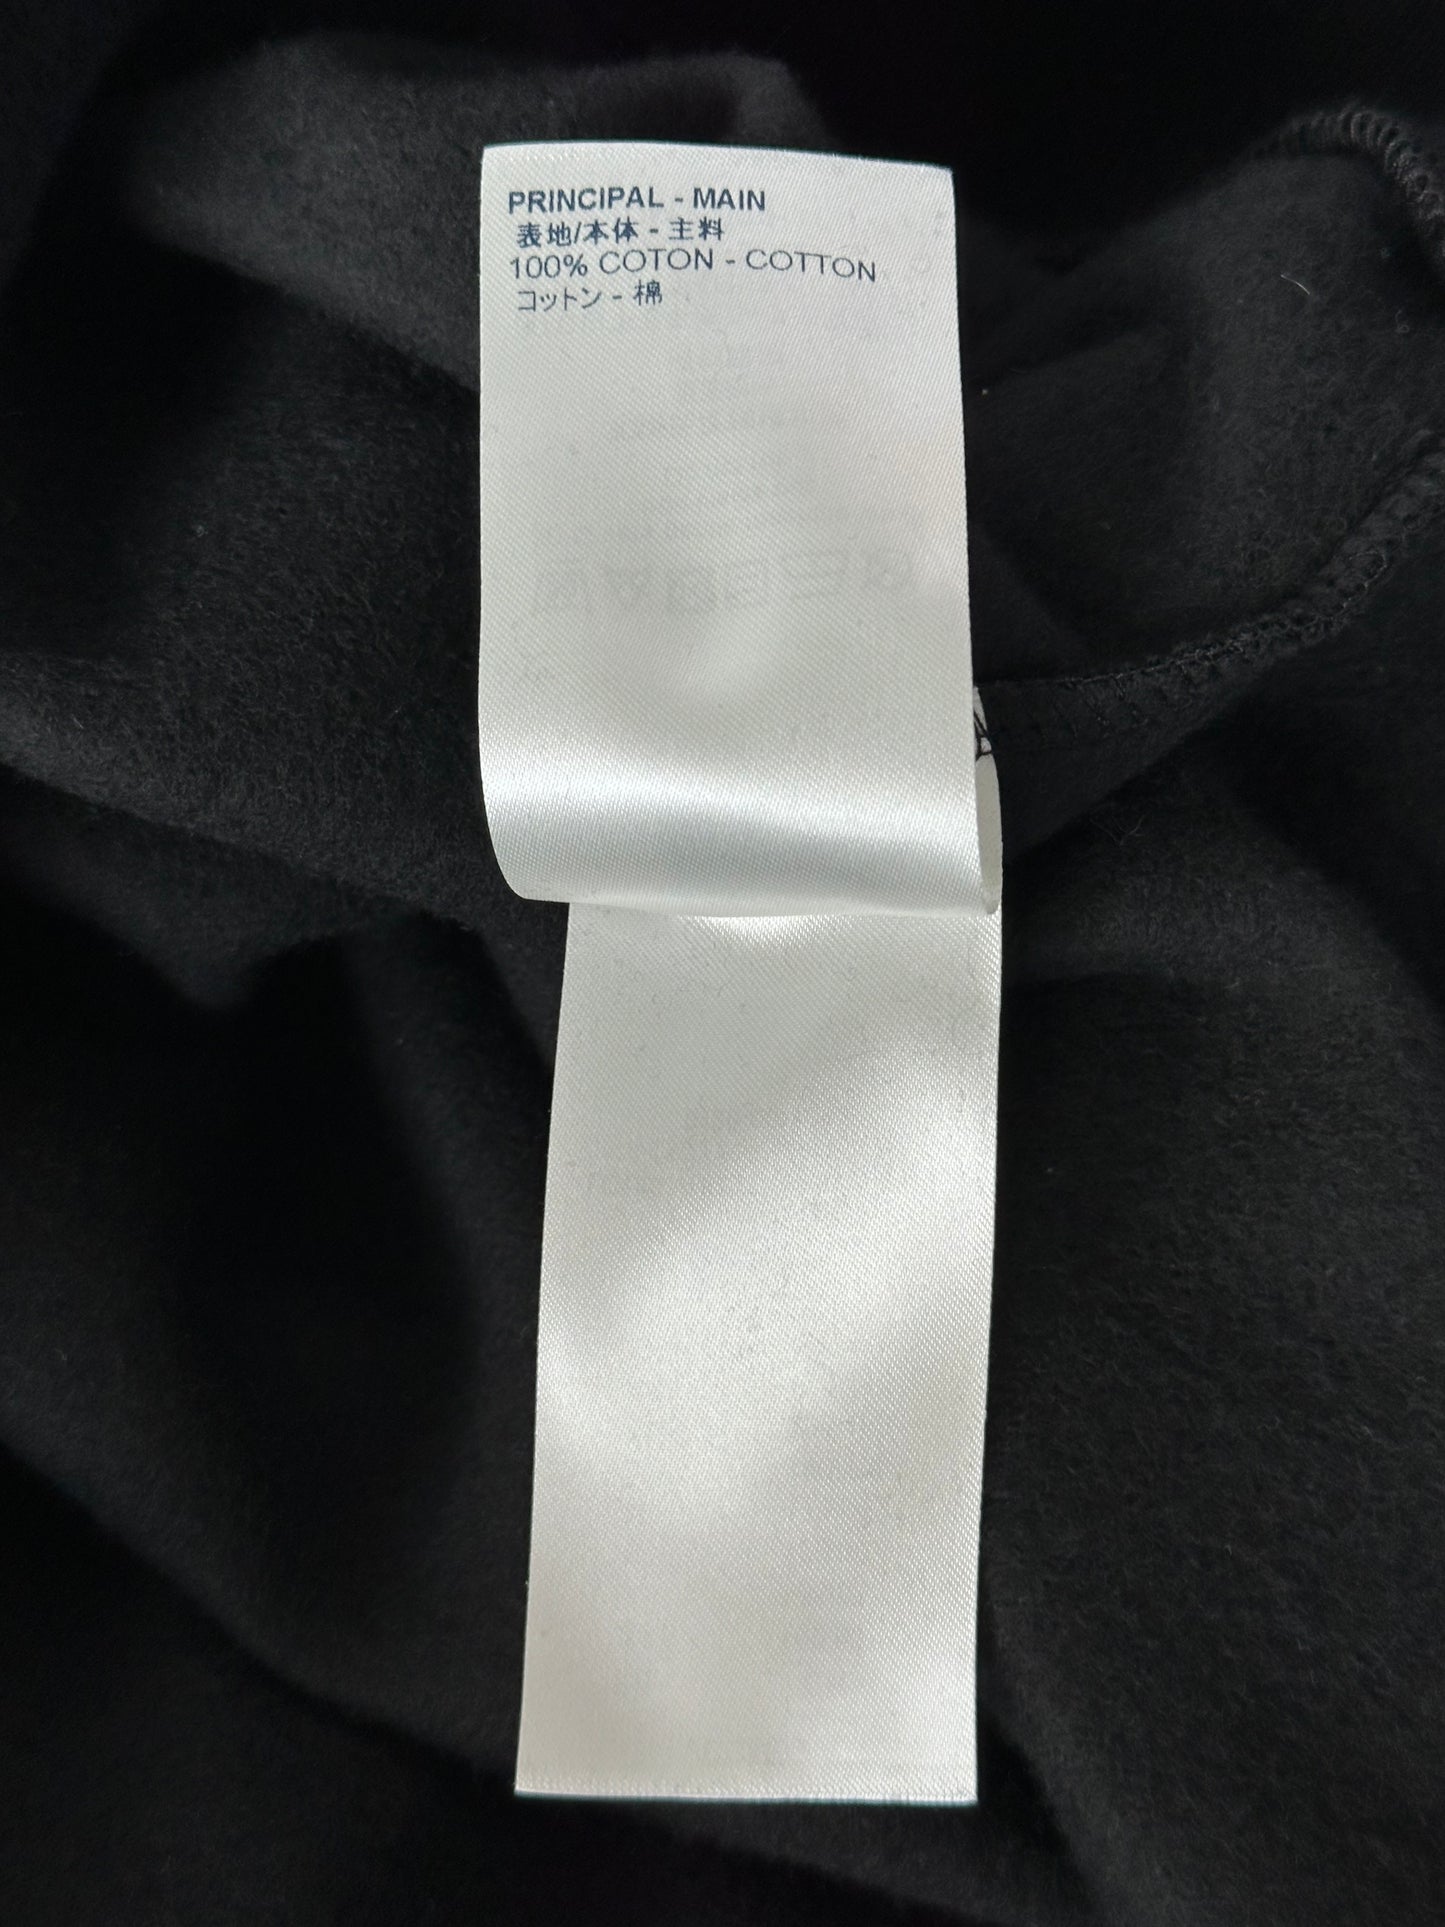 PRINCIPAL - MAIN
表地/本体 - 主料
100% COTON - COTTON
コットン - 棉